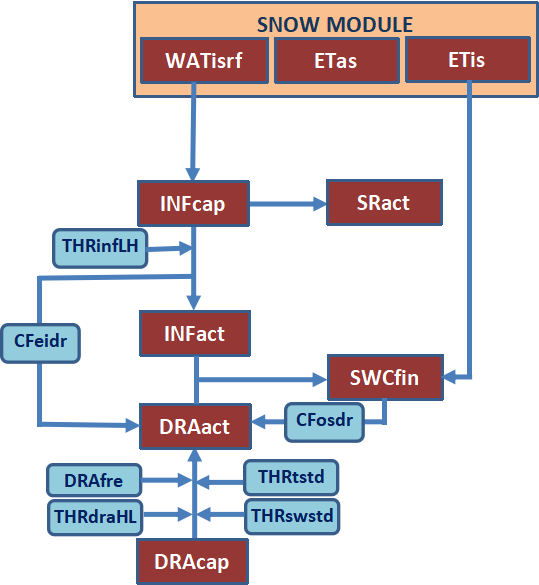 SNOW MODULE
WATisrf
ETas
ETis
INFcap
SRact
THRinfLH
CFeidr
INFact
SWCfin
DRAact
CFosdr
DRAfre
THRtstd
THRdraHL
THRswstd
DRAcap